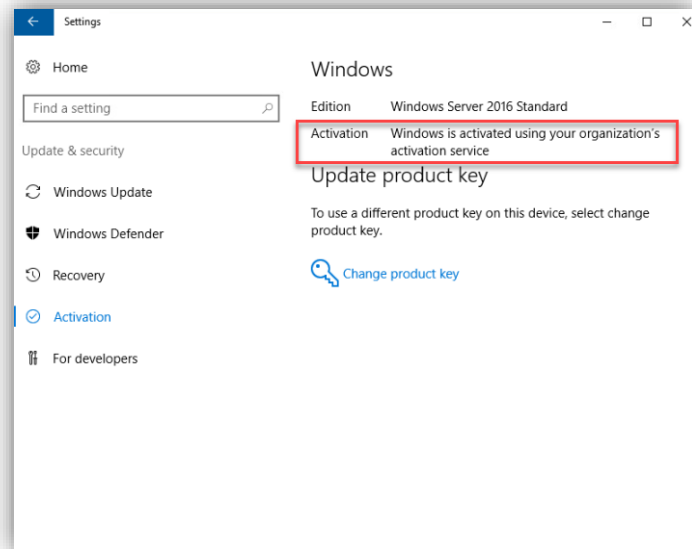 Settings
Home
Find a setting
Update & security
Windows Update
Windows Defender
Recovery
Activation
For developers
Windows
Edition Windows Server 2016 Standard
Activation Windows is activated using your organization's
activation service
Update product key
To use a different product key on this device, select change
product key.
Change product key